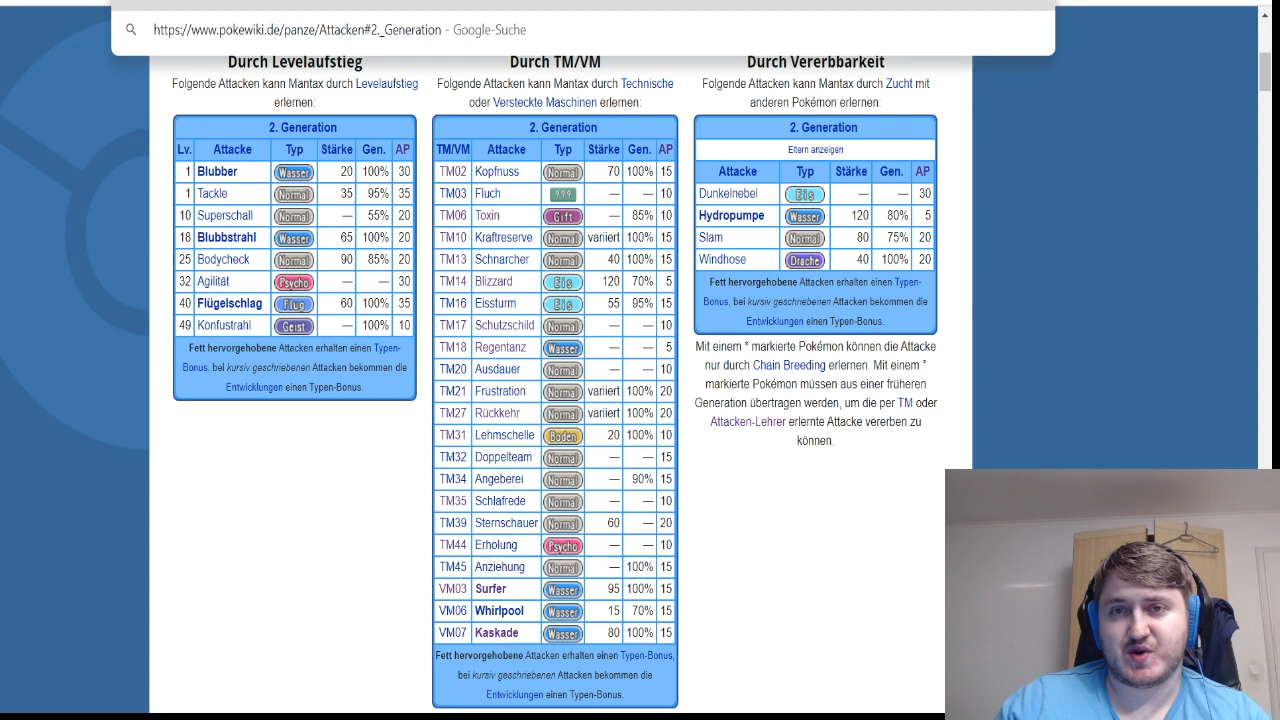 https://www.pokewiki.de/panze/Attacken#2._Generation - Google-Suche
Durch Levelaufstieg
Folgende Attacken kann Mantax durch Levelaufstieg
erlernen:
2. Generation
Lv. Attacke Typ Stärke Gen. AP
1 Blubber Wasser 20 100% 30
1 Tackle Normal 35 95% 35
10 Superschall Normal — 55% 20
18 Blubbstrahl Wasser 65 100% 20
25 Bodycheck Normal 90 85% 20
32 Agilität Psycho — — 30
40 Flügelschlag Flug 60 100% 35
49 Konfustrahl Geist — 100% 10
Fett hervorgehobene Attacken erhalten einen Typen-
Bonus, bei kursiv geschriebenen Attacken bekommen die
Entwicklungen einen Typen-Bonus.
Durch TM/VM
Folgende Attacken kann Mantax durch Technische
oder Versteckte Maschinen erlernen:
2. Generation
TM/VM Attacke Typ Stärke Gen. AP
TM02 Kopfnuss Normal 70 100% 15
TM03 Fluch ??? — — 10
TM06 Toxin Gift — 85% 10
TM10 Kraftreserve Normal variiert 100% 15
TM13 Schnarcher Normal 40 100% 15
TM14 Blizzard Eis 120 70% 5
TM16 Eissturm Eis 55 95% 15
TM17 Schutzschild Normal — — 10
TM18 Regentanz Wasser — — 5
TM20 Ausdauer Normal — — 10
TM21 Frustration Normal variiert 100% 20
TM27 Rückkehr Normal variiert 100% 20
TM31 Lehmschelle Boden 20 100% 10
TM32 Doppelteam Normal — — 15
TM34 Angeberei Normal — 90% 15
TM35 Schlafrede Normal — — 10
TM39 Sternschauer Normal 60 — 20
TM44 Erholung Psycho — — 10
TM45 Anziehung Normal — 100% 15
VM03 Surfer Wasser 95 100% 15
VM06 Whirlpool Wasser 15 70% 15
VM07 Kaskade Wasser 80 100% 15
Fett hervorgehobene Attacken erhalten einen Typen-Bonus,
bei kursiv geschriebenen Attacken bekommen die
Entwicklungen einen Typen-Bonus.
Durch Vererbbarkeit
Folgende Attacken kann Mantax durch Zucht mit
anderen Pokémon erlernen:
2. Generation
Eltern anzeigen
Attacke Typ Stärke Gen. AP
Dunkelnebel Eis — — 30
Hydropumpe Wasser 120 80% 5
Slam Normal 80 75% 20
Windhose Drache 40 100% 20
Fett hervorgehobene Attacken erhalten einen Typen-
Bonus, bei kursiv geschriebenen Attacken bekommen die
Entwicklungen einen Typen-Bonus.
Mit einem * markierte Pokémon können die Attacke
nur durch Chain Breeding erlernen. Mit einem °
markierte Pokémon müssen aus einer früheren
Generation übertragen werden, um die per TM oder
Attacken-Lehrer erlernte Attacke vererben zu
können.